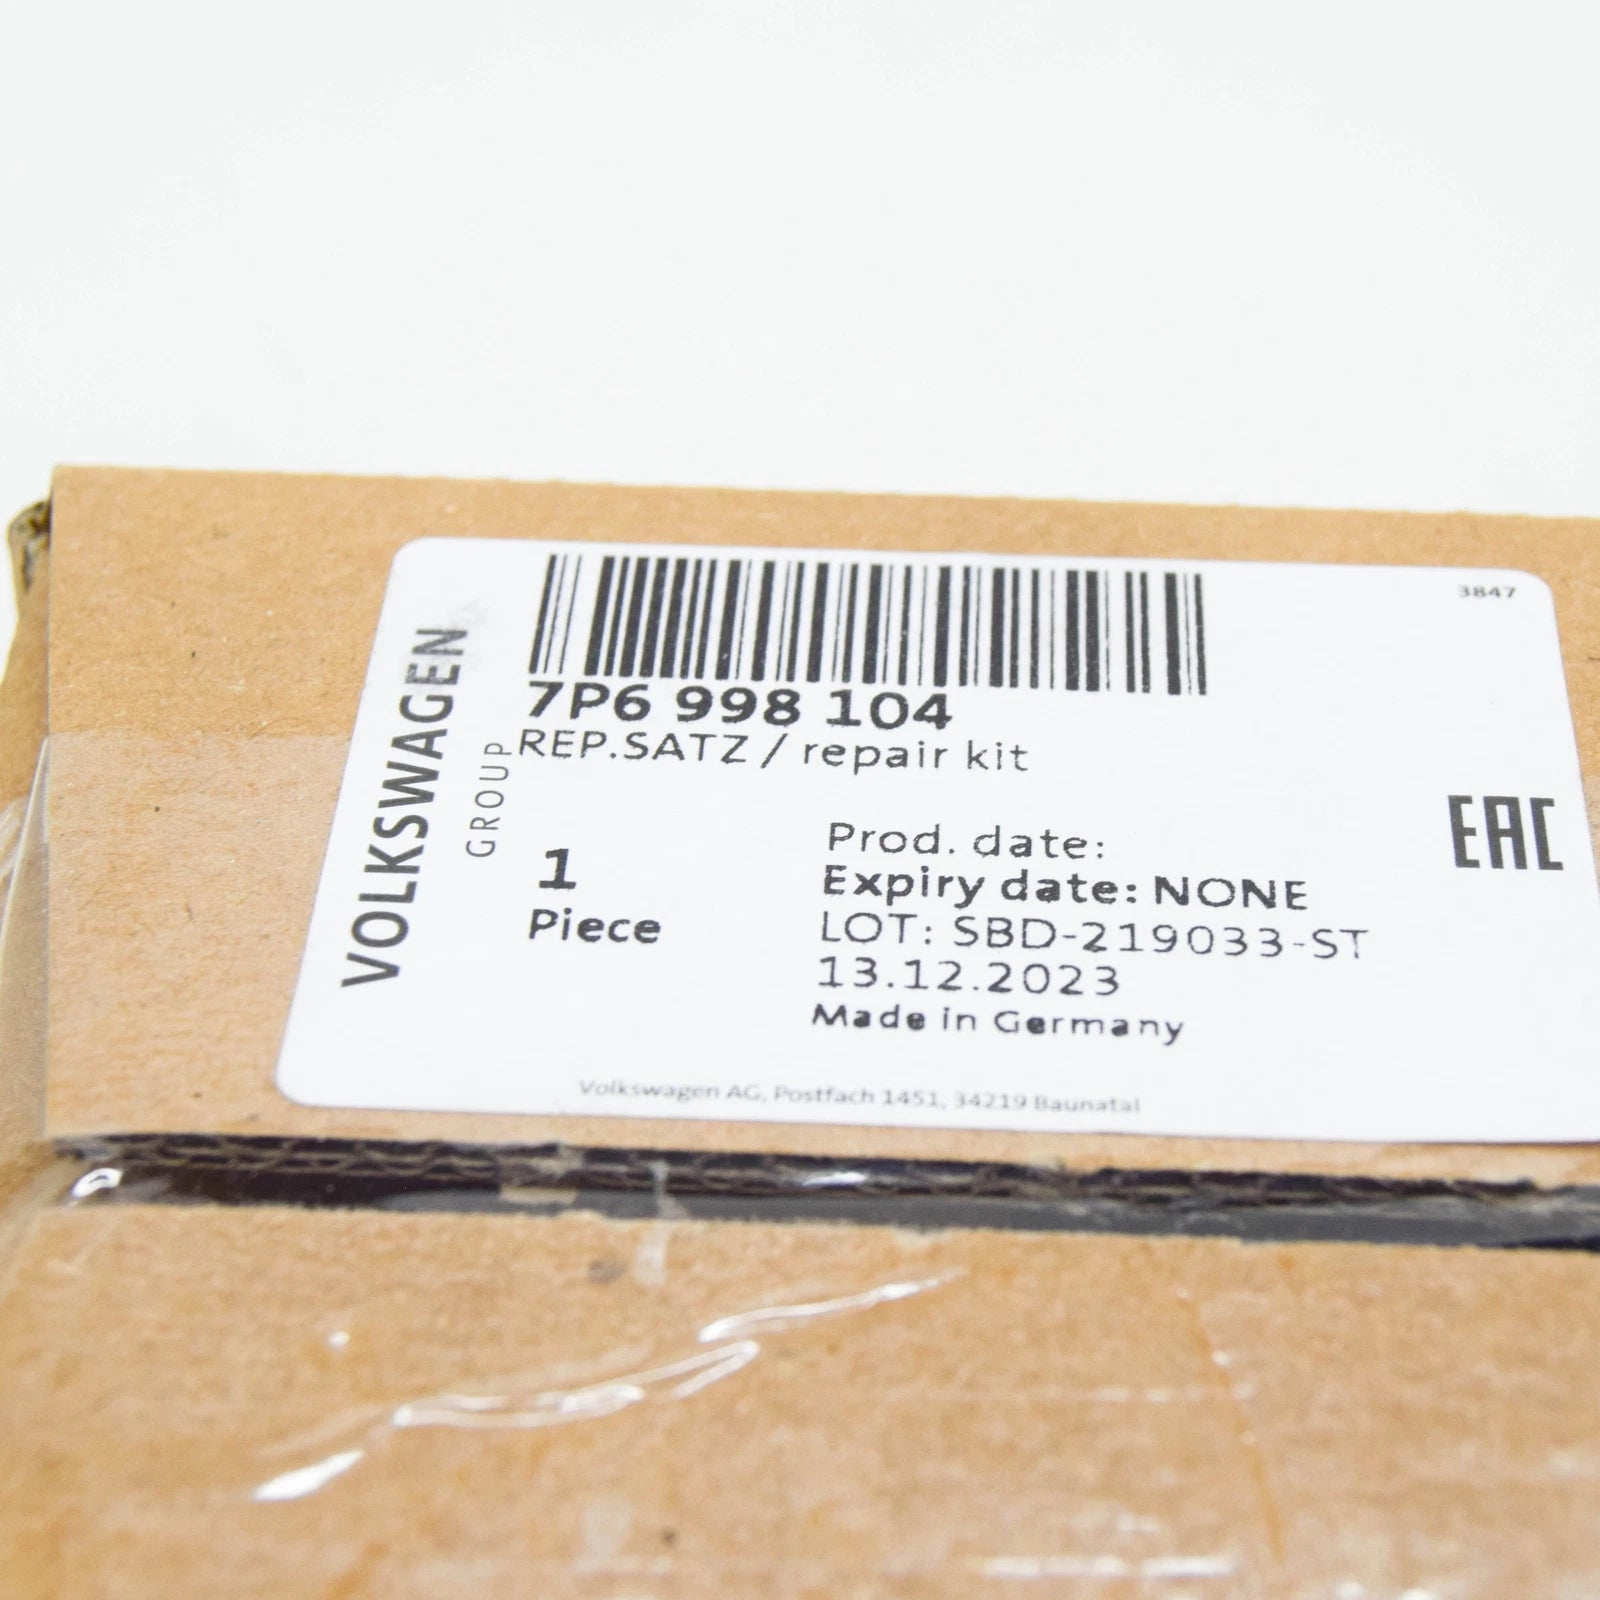 3847
VOLKSWAGEN
GROUP
7P6 998 104
REP.SATZ / repair kit
1
Piece
Prod. date:
Expiry date: NONE
LOT: SBD-219033-ST
13.12.2023
Made in Germany
EAC
Volkswagen AG, Postfach 1451, 34219 Baunatal